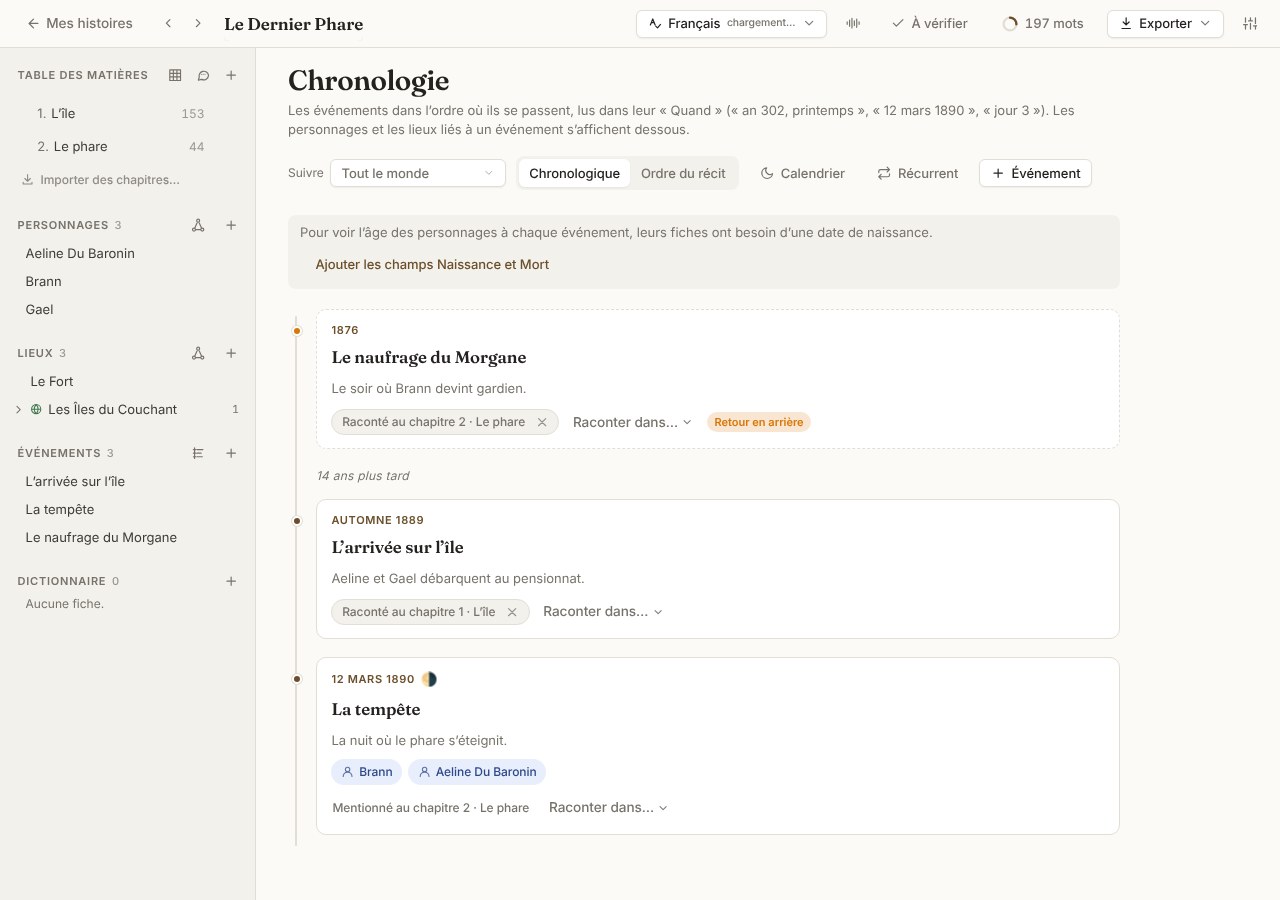 Mes histoires
Le Dernier Phare
Français chargement...
À vérifier
197 mots
Exporter
TABLE DES MATIÈRES
1. L’île 153
2. Le phare 44
Importer des chapitres...
PERSONNAGES 3
Aeline Du Baronin
Brann
Gael
LIEUX 3
Le Fort
Les Îles du Couchant 1
ÉVÉNEMENTS 3
L’arrivée sur l’île
La tempête
Le naufrage du Morgane
DICTIONNAIRE 0
Aucune fiche.
Chronologie
Les événements dans l’ordre où ils se passent, lus dans leur « Quand » (« an 302, printemps », « 12 mars 1890 », « jour 3 »). Les
personnages et les lieux liés à un événement s’affichent dessous.
Suivre Tout le monde Chronologique Ordre du récit Calendrier Récurrent Événement
Pour voir l’âge des personnages à chaque événement, leurs fiches ont besoin d’une date de naissance.
Ajouter les champs Naissance et Mort
1876
Le naufrage du Morgane
Le soir où Brann devint gardien.
Raconté au chapitre 2 · Le phare Raconter dans... Retour en arrière
14 ans plus tard
AUTOMNE 1889
L’arrivée sur l’île
Aeline et Gael débarquent au pensionnat.
Raconté au chapitre 1 · L’île Raconter dans...
12 MARS 1890
La tempête
La nuit où le phare s’éteignit.
Brann Aeline Du Baronin
Mentionné au chapitre 2 · Le phare Raconter dans...